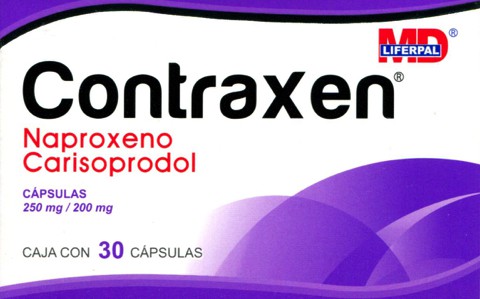 MD®
LIFERPAL
Contraxen®
Naproxeno
Carisoprodol
CÁPSULAS
250 mg / 200 mg
CAJA CON 30 CÁPSULAS